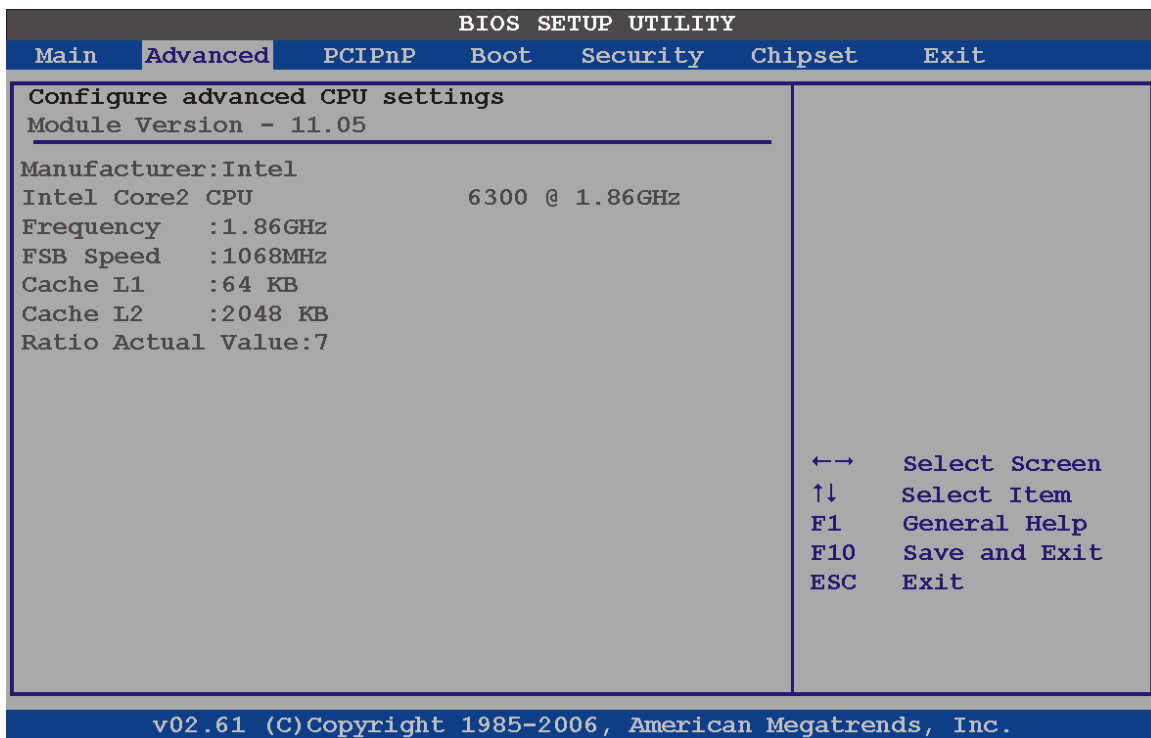 BIOS SETUP UTILITY
Main Advanced PCIPnP Boot Security Chipset Exit
Configure advanced CPU settings
Module Version - 11.05
Manufacturer:Intel
Intel Core2 CPU 6300 @ 1.86GHz
Frequency :1.86GHz
FSB Speed :1068MHz
Cache L1 :64 KB
Cache L2 :2048 KB
Ratio Actual Value:7
←→ Select Screen
↑↓ Select Item
F1 General Help
F10 Save and Exit
ESC Exit
v02.61 (C)Copyright 1985-2006, American Megatrends, Inc.